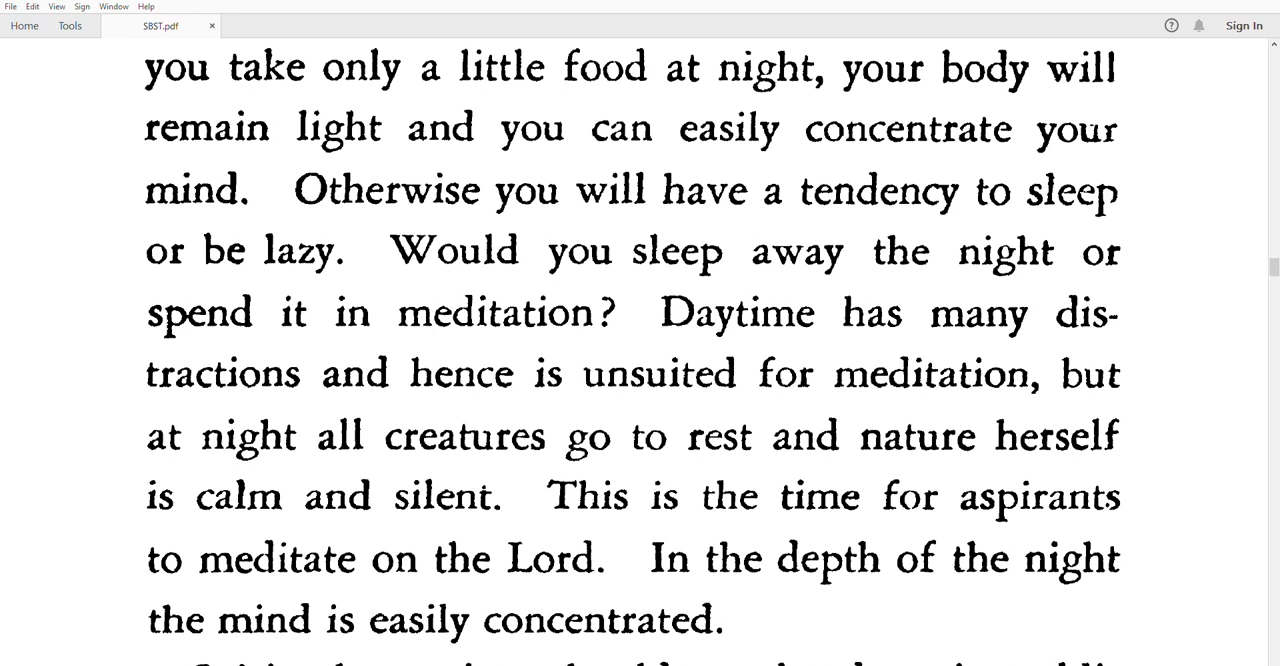 File Edit View Sign Window Help
Home Tools SBST.pdf × ? Sign In
you take only a little food at night, your body will
remain light and you can easily concentrate your
mind. Otherwise you will have a tendency to sleep
or be lazy. Would you sleep away the night or
spend it in meditation? Daytime has many dis-
tractions and hence is unsuited for meditation, but
at night all creatures go to rest and nature herself
is calm and silent. This is the time for aspirants
to meditate on the Lord. In the depth of the night
the mind is easily concentrated.